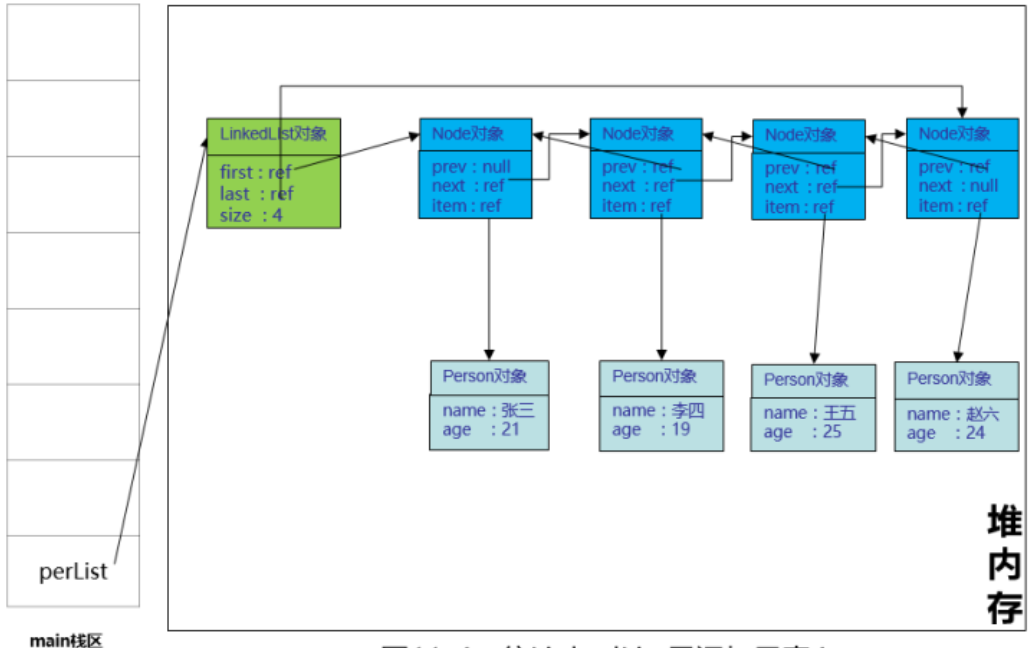 LinkedList对象
first : ref
last : ref
size : 4
Node对象
prev : null
next : ref
item : ref
Node对象
prev : ref
next : ref
item : ref
Node对象
prev : ref
next : ref
item : ref
Node对象
prev : ref
next : null
item : ref
Person对象
name : 张三
age : 21
Person对象
name : 李四
age : 19
Person对象
name : 王五
age : 25
Person对象
name : 赵六
age : 24
堆
内
存
perList
main栈区